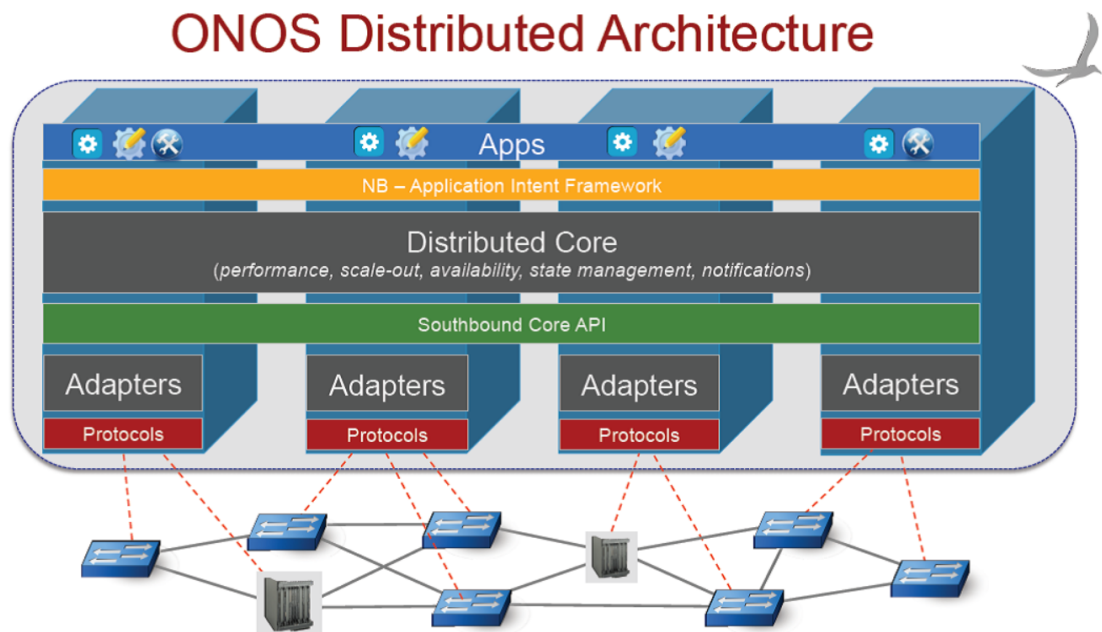 ONOS Distributed Architecture
Apps
NB – Application Intent Framework
Distributed Core
(performance, scale-out, availability, state management, notifications)
Southbound Core API
Adapters
Adapters
Adapters
Adapters
Protocols
Protocols
Protocols
Protocols